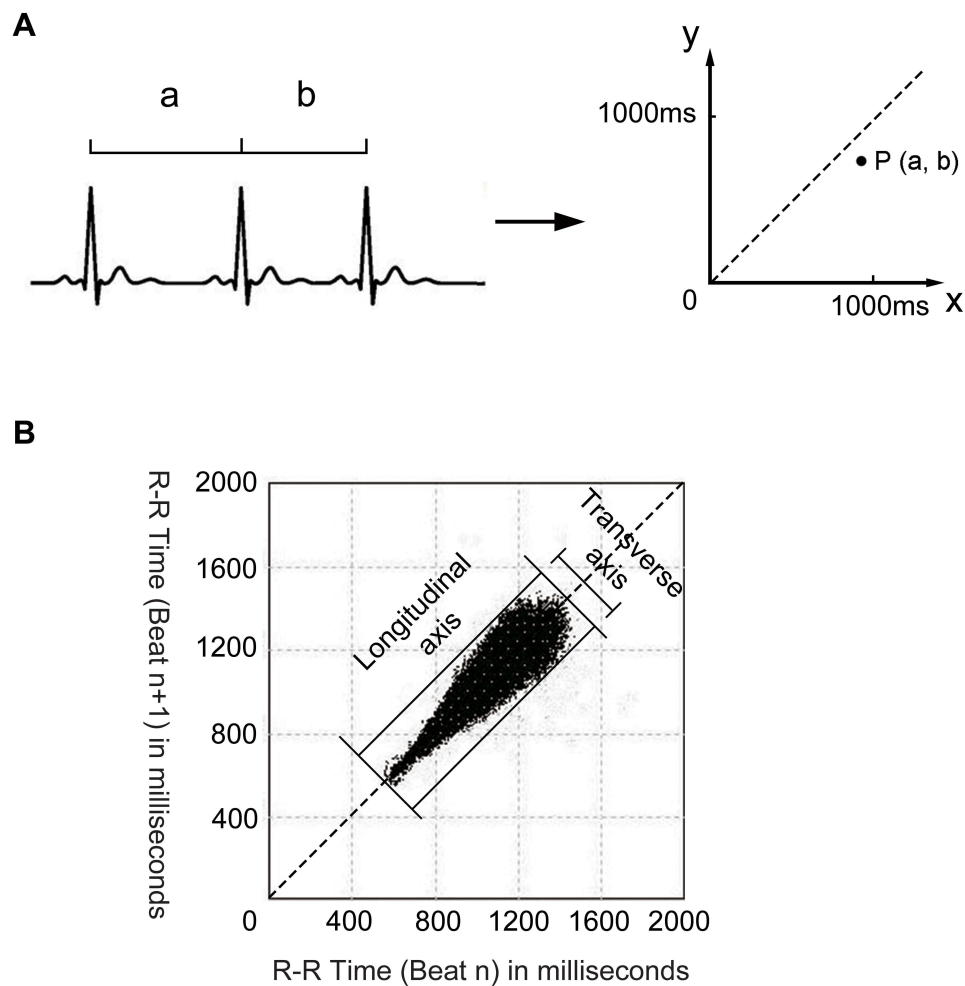 A
a
b
y
1000ms
P (a, b)
0
1000ms
x
B
R-R Time (Beat n+1) in milliseconds
2000
1600
1200
800
400
0
400
800
1200
1600
2000
Longitudinal
axis
Transverse
axis
R-R Time (Beat n) in milliseconds